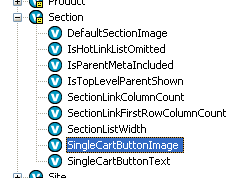 Product
Section
DefaultSectionImage
IsHotLinkListOmitted
IsParentMetaIncluded
IsTopLevelParentShown
SectionLinkColumnCount
SectionLinkFirstRowColumnCount
SectionListWidth
SingleCartButtonImage
SingleCartButtonText
Site